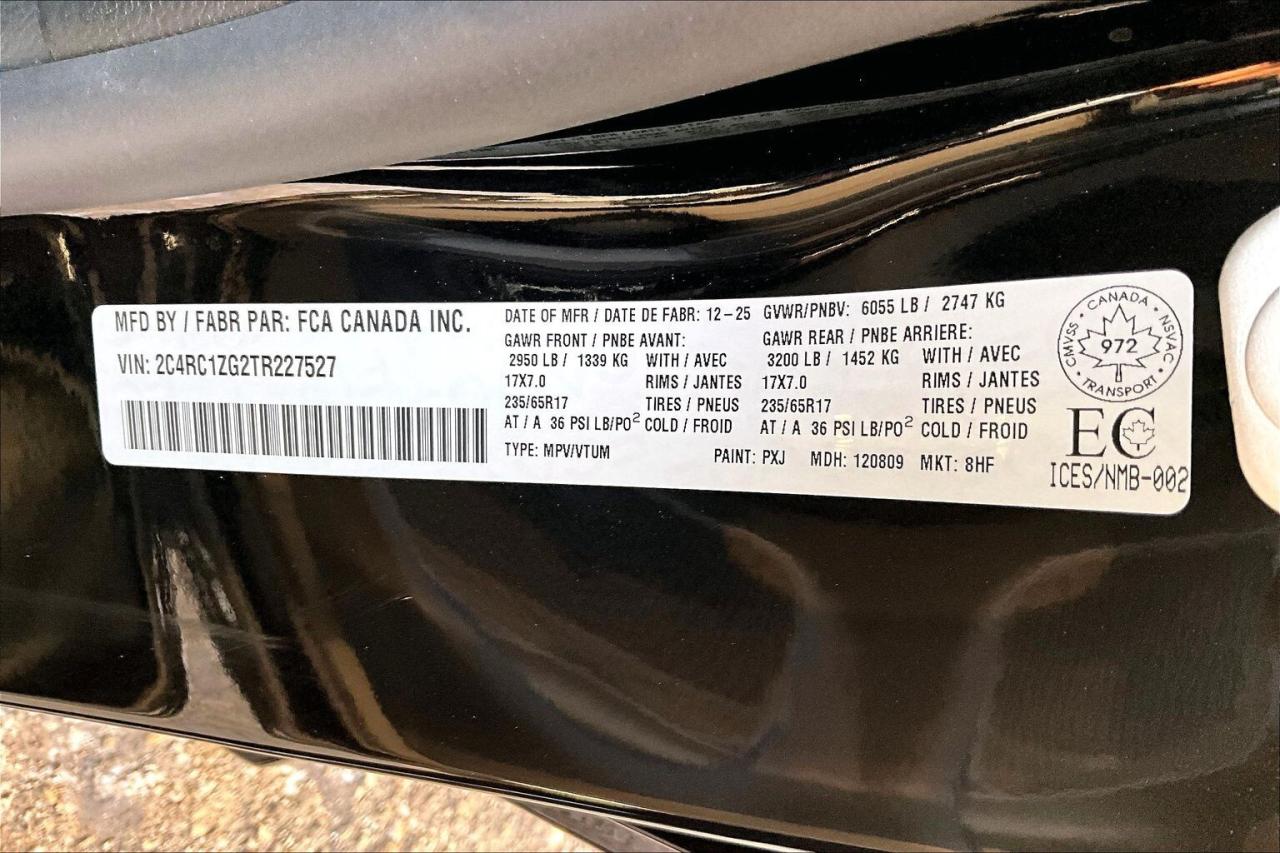 MFD BY / FABR PAR: FCA CANADA INC.
VIN: 2C4RC1ZG2TR227527
DATE OF MFR / DATE DE FABR: 12-25 GVWR/PNBV: 6055 LB / 2747 KG
GAWR FRONT / PNBE AVANT: GAWR REAR / PNBE ARRIERE:
2950 LB / 1339 KG WITH / AVEC 3200 LB / 1452 KG WITH / AVEC
17X7.0 RIMS / JANTES 17X7.0 RIMS / JANTES
235/65R17 TIRES / PNEUS 235/65R17 TIRES / PNEUS
AT / A 36 PSI LB/PO² COLD / FROID AT / A 36 PSI LB/PO² COLD / FROID
TYPE: MPV/VTUM PAINT: PXJ MDH: 120809 MKT: 8HF
CANADA
CMVSS · NSVAC
972
TRANSPORT
EC
ICES/NMB-002